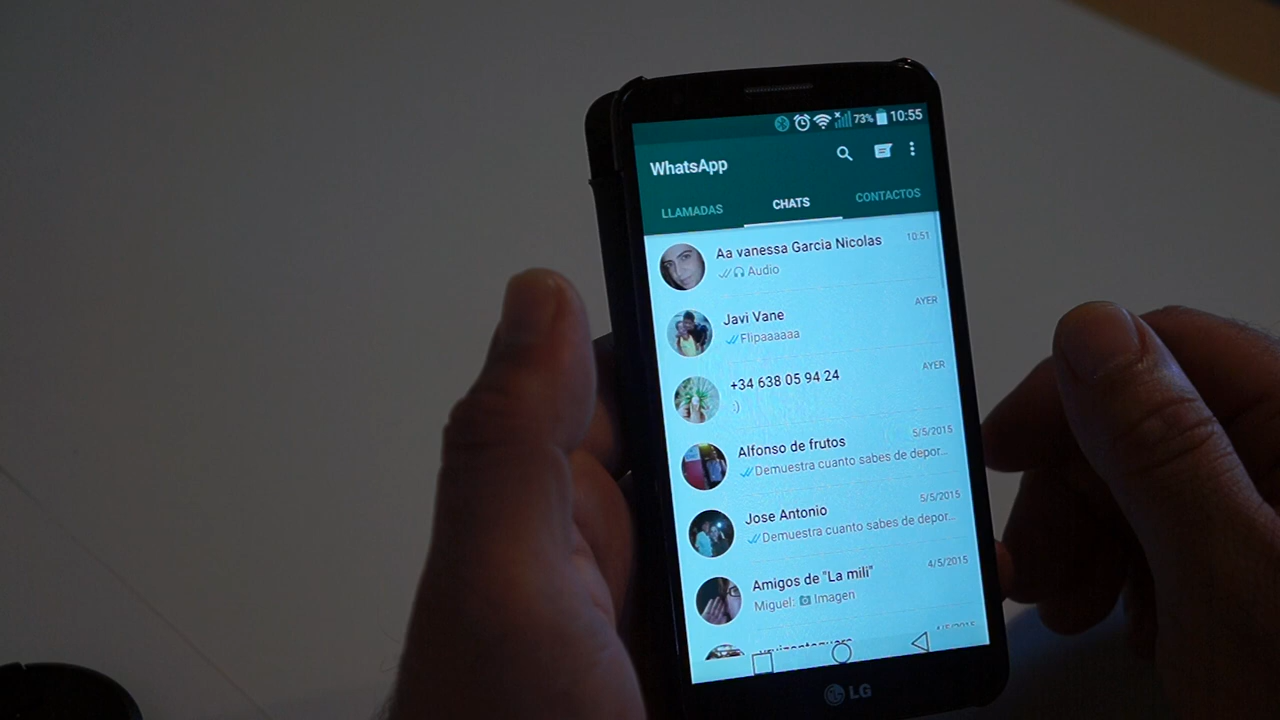 73% 10:55
WhatsApp
LLAMADAS CHATS CONTACTOS
Aa vanessa Garcia Nicolas 10:51
Audio
Javi Vane AYER
Flipaaaaaa
+34 638 05 94 24 AYER
:)
Alfonso de frutos 5/5/2015
Demuestra cuanto sabes de depor...
Jose Antonio 5/5/2015
Demuestra cuanto sabes de depor...
Amigos de "La mili" 4/5/2015
Miguel: Imagen
LG